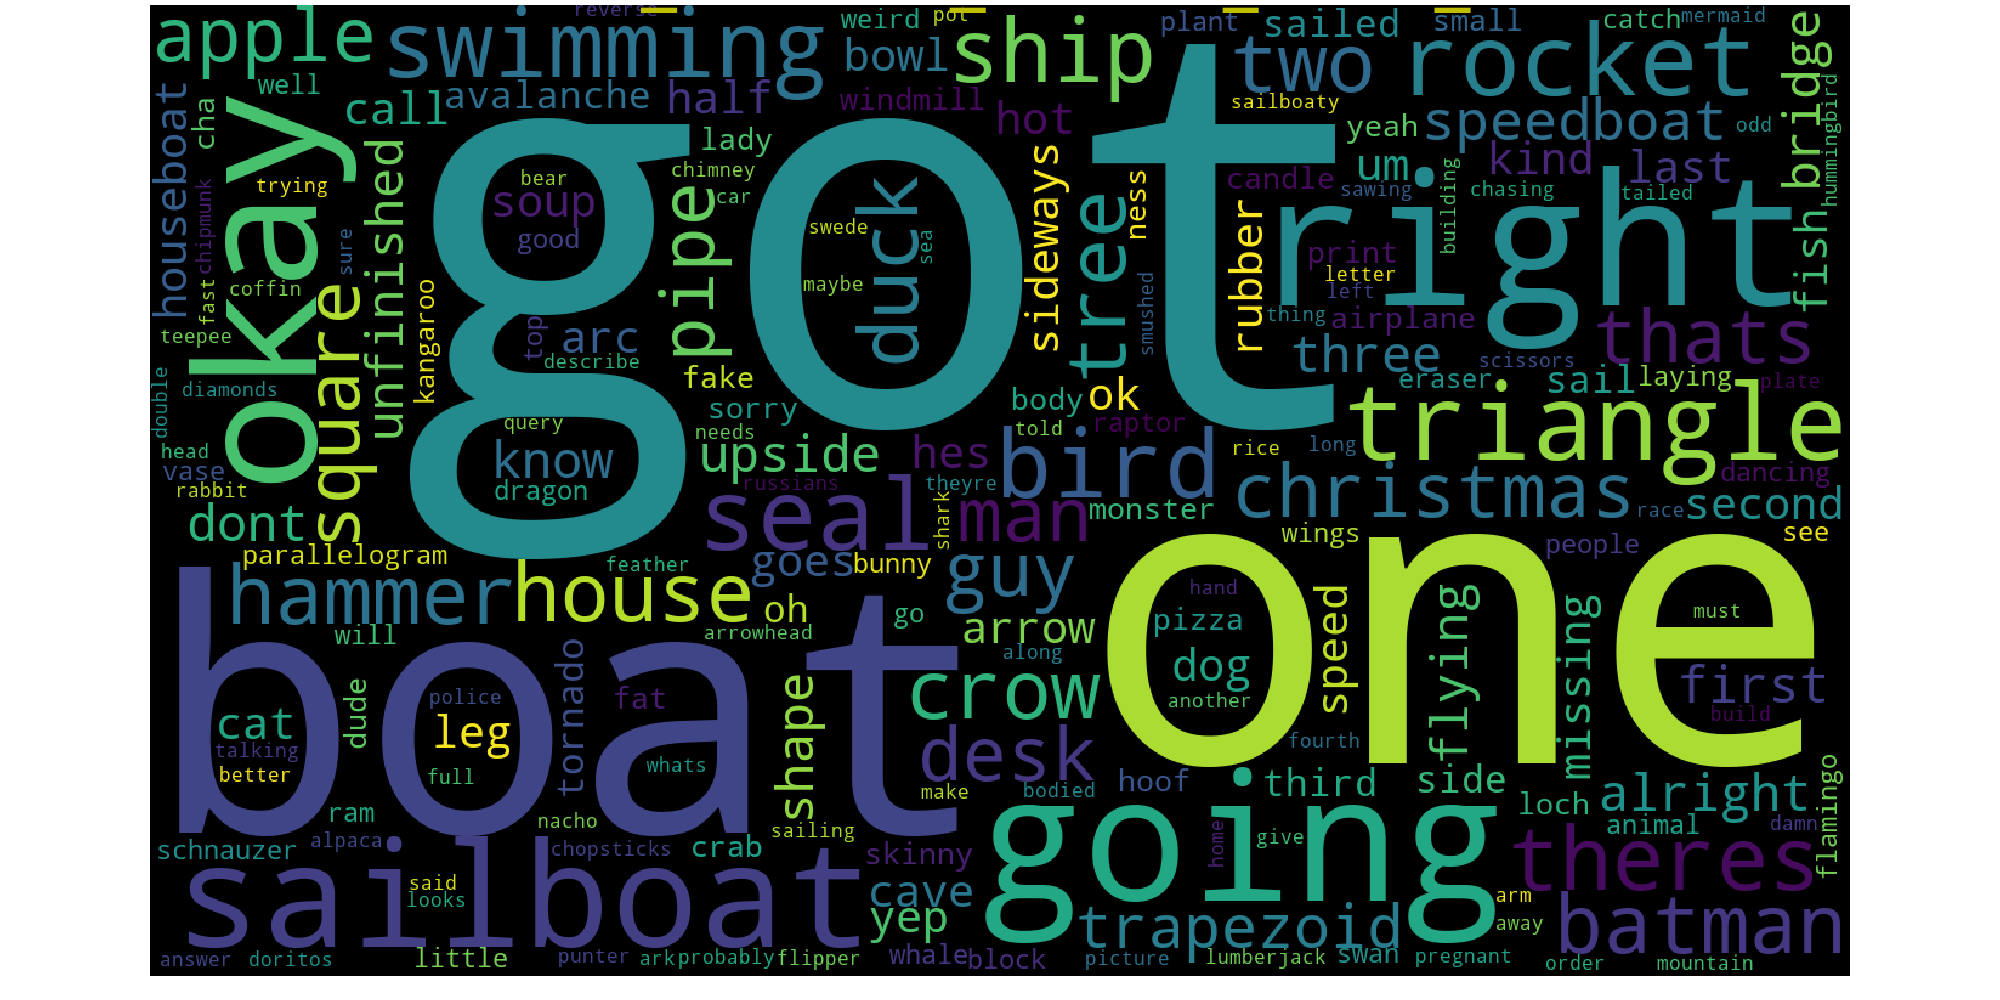 reverse
weird
pot
plant
sailed
small
catch
mermaid
apple
swimming
ship
two
rocket
bridge
well
bowl
call
avalanche
half
windmill
hot
sailboaty
speedboat
odd
hummingbird
houseboat
cha
okay
unfinished
got
lady
yeah
um
kind
last
trying
bear
soup
good
chimney
car
pipe
duck
swede
sea
maybe
sideways
ness
tree
candle
rubber
sawing
chasing
building
tailed
right
fish
chipmunk
fast
coffin
sure
square
kangaroo
top
arc
describe
smushed
print
letter
left
thing
airplane
thats
teepee
three
scissors
fake
diamonds
double
sorry
body
ok
eraser
sail
laying
plate
query
needs
told
raptor
triangle
head
vase
know
upside
hes
bird
rice
long
dancing
rabbit
dragon
russians
theyre
christmas
dont
seal
shark
man
monster
race
second
parallelogram
goes
bunny
wings
people
see
feather
hammer
house
oh
go
guy
one
hand
must
will
arrowhead
arrow
pizza
speed
flying
missing
boat
along
dog
first
cat
dude
police
leg
tornado
fat
shape
crow
another
build
talking
whats
desk
fourth
better
full
make
bodied
hoof
third
side
loch
alright
flamingo
ram
nacho
sailing
going
animal
damn
schnauzer
alpaca
chopsticks
crab
skinny
home
give
theres
sailboat
said
looks
cave
arm
yep
trapezoid
away
batman
answer
doritos
little
punter
ark
probably
flipper
whale
block
picture
lumberjack
swan
pregnant
order
mountain